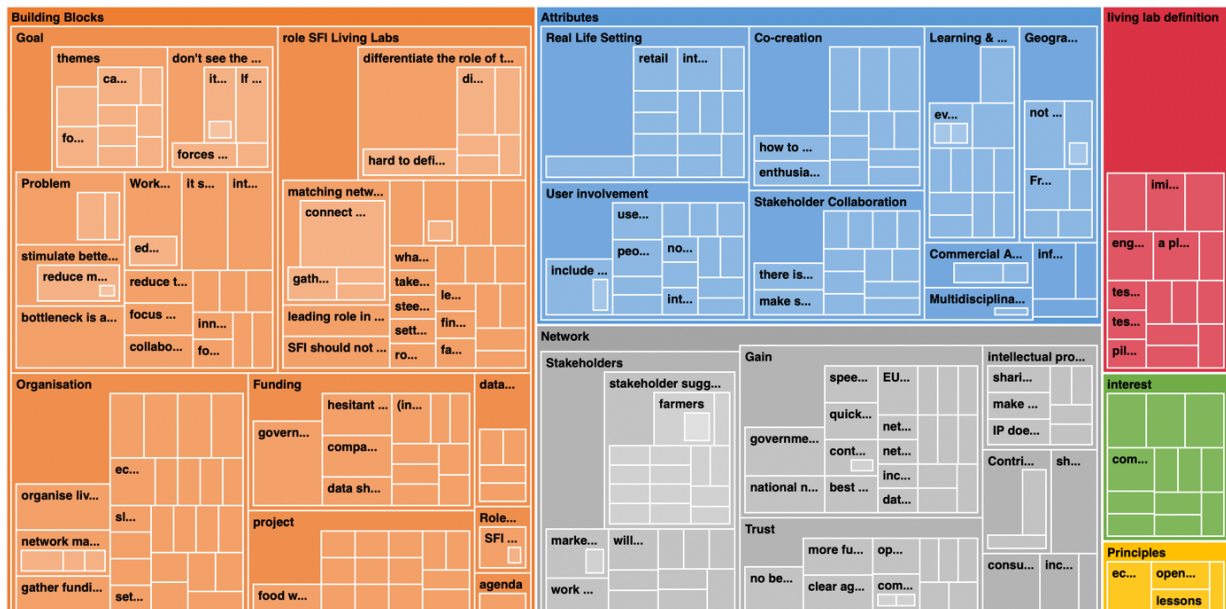 Building Blocks
Goal
themes
ca...
fo...
don't see the ...
it...
If ...
forces ...
Problem
stimulate bette...
reduce m...
bottleneck is a...
Work...
ed...
it s...
int...
reduce t...
focus ...
collabo...
inn...
fo...
role SFI Living Labs
differentiate the role of t...
di...
hard to defi...
matching netw...
connect ...
gath...
leading role in ...
SFI should not ...
wha...
take...
stee...
sett...
ro...
le...
fin...
fa...
Organisation
organise liv...
network ma...
gather fundi...
ec...
sl...
set...
Funding
govern...
hesitant ...
compa...
data sh...
(in...
project
food w...
data...
Role...
SFI ...
agenda
Attributes
Real Life Setting
retail
int...
User involvement
include ...
use...
peo...
no...
int...
Co-creation
how to ...
enthusia...
Stakeholder Collaboration
there is...
make s...
Learning & ...
ev...
Geogra...
not ...
Fr...
Commercial A...
Multidisciplina...
inf...
Network
Stakeholders
stakeholder sugg...
farmers
marke...
work ...
will...
Gain
governme...
national n...
spee...
quick...
cont...
best ...
EU...
net...
net...
inc...
dat...
Trust
no be...
more fu...
clear ag...
op...
com...
intellectual pro...
shari...
make ...
IP doe...
Contri...
sh...
consu...
inc...
living lab definition
imi...
eng...
a pl...
tes...
tes...
pil...
interest
com...
Principles
ec...
open...
lessons